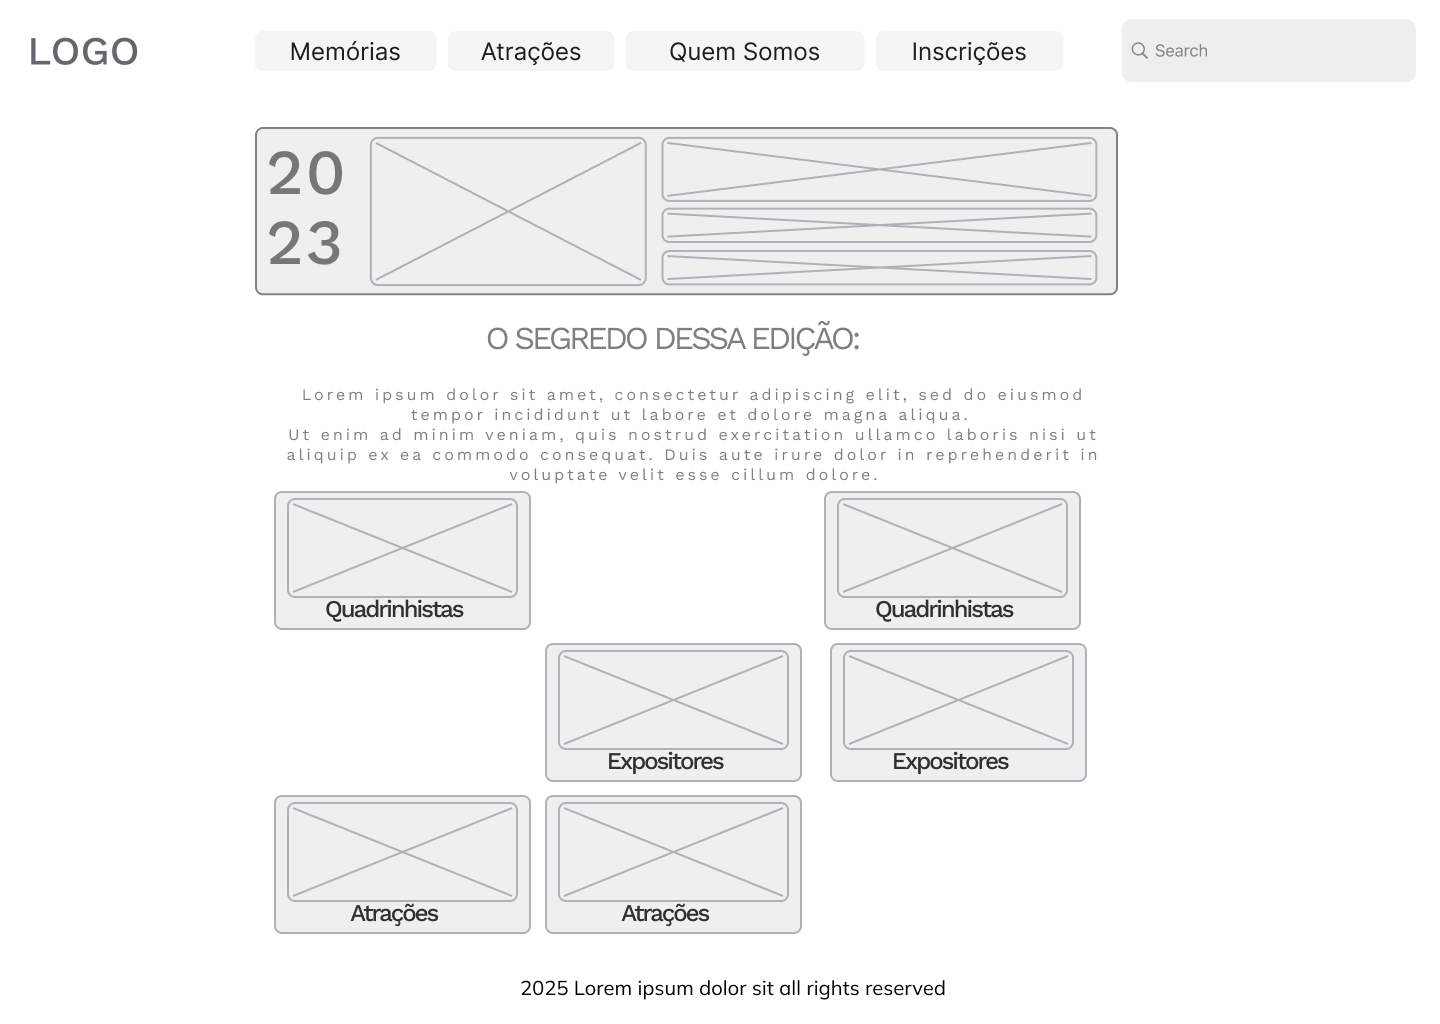 LOGO
Memórias
Atrações
Quem Somos
Inscrições
Search
20
23
O SEGREDO DESSA EDIÇÃO:
Lorem ipsum dolor sit amet, consectetur adipiscing elit, sed do eiusmod
tempor incididunt ut labore et dolore magna aliqua.
Ut enim ad minim veniam, quis nostrud exercitation ullamco laboris nisi ut
aliquip ex ea commodo consequat. Duis aute irure dolor in reprehenderit in
voluptate velit esse cillum dolore.
Quadrinhistas
Quadrinhistas
Expositores
Expositores
Atrações
Atrações
2025 Lorem ipsum dolor sit all rights reserved